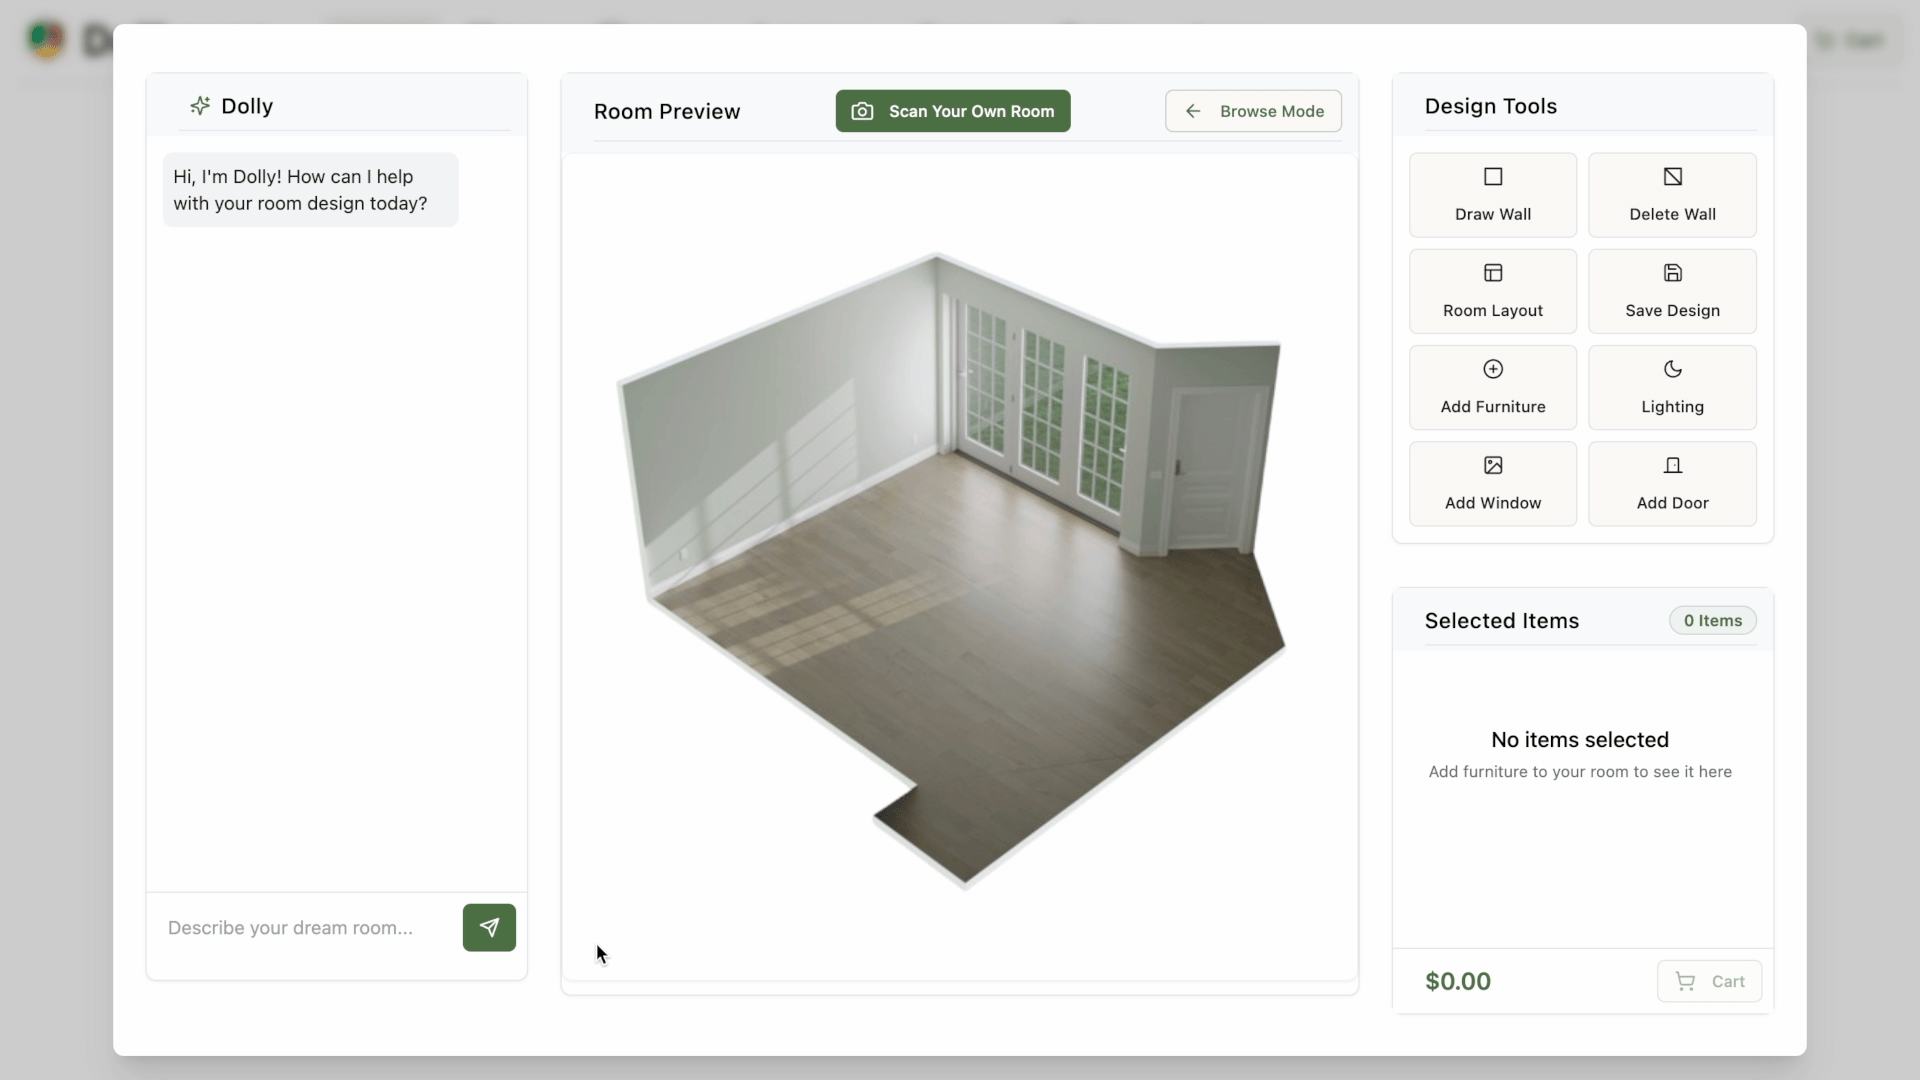 Dolly
Hi, I'm Dolly! How can I help
with your room design today?
Describe your dream room...
Room Preview
Scan Your Own Room
Browse Mode
Design Tools
Draw Wall
Delete Wall
Room Layout
Save Design
Add Furniture
Lighting
Add Window
Add Door
Selected Items
0 Items
No items selected
Add furniture to your room to see it here
$0.00
Cart
Cart